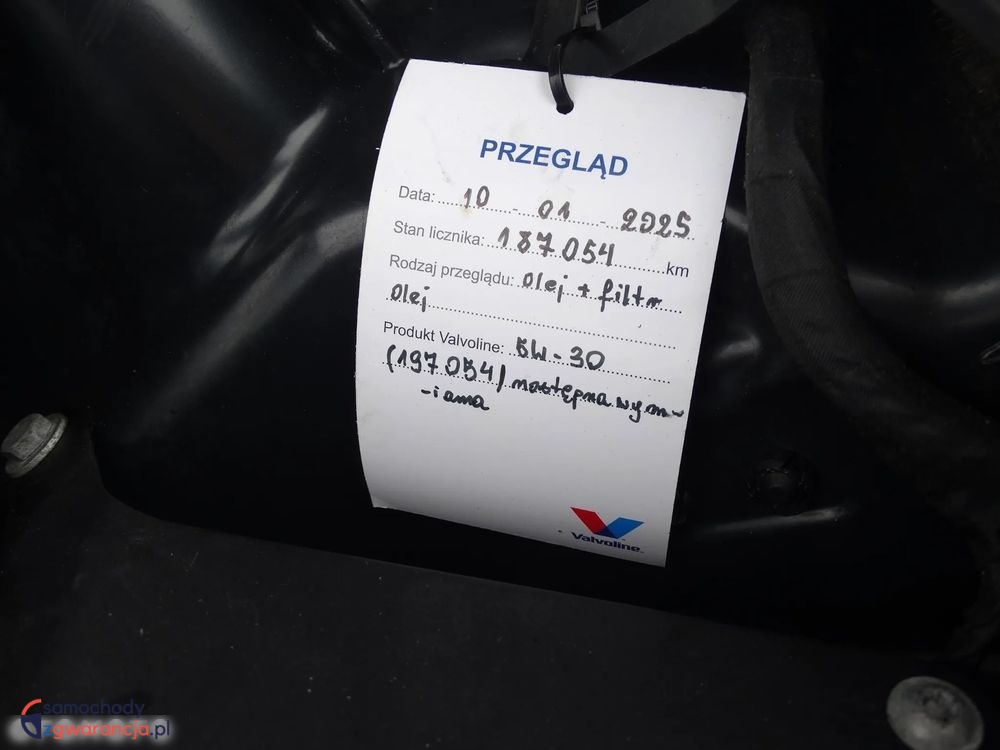 PRZEGLĄD
Data: 10 - 01 - 2025
Stan licznika: 187 054 km
Rodzaj przeglądu: olej + filtr
olej
Produkt Valvoline: 5W-30
(197 054) następna wym
-iana
Valvoline
samochody
zgwarancja.pl